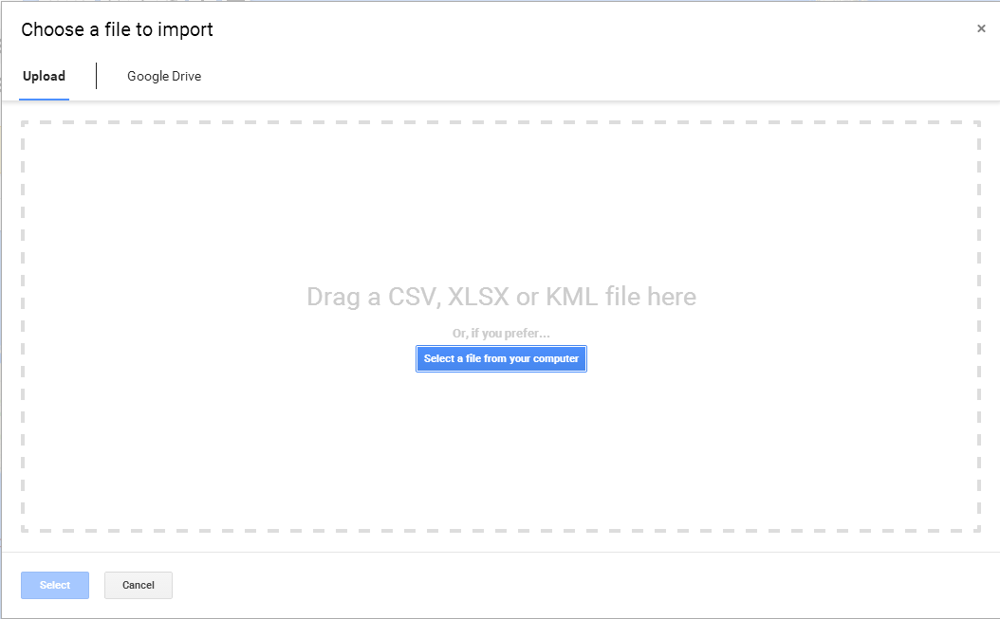 Choose a file to import
Upload
Google Drive
Drag a CSV, XLSX or KML file here
Or, if you prefer...
Select a file from your computer
Select
Cancel